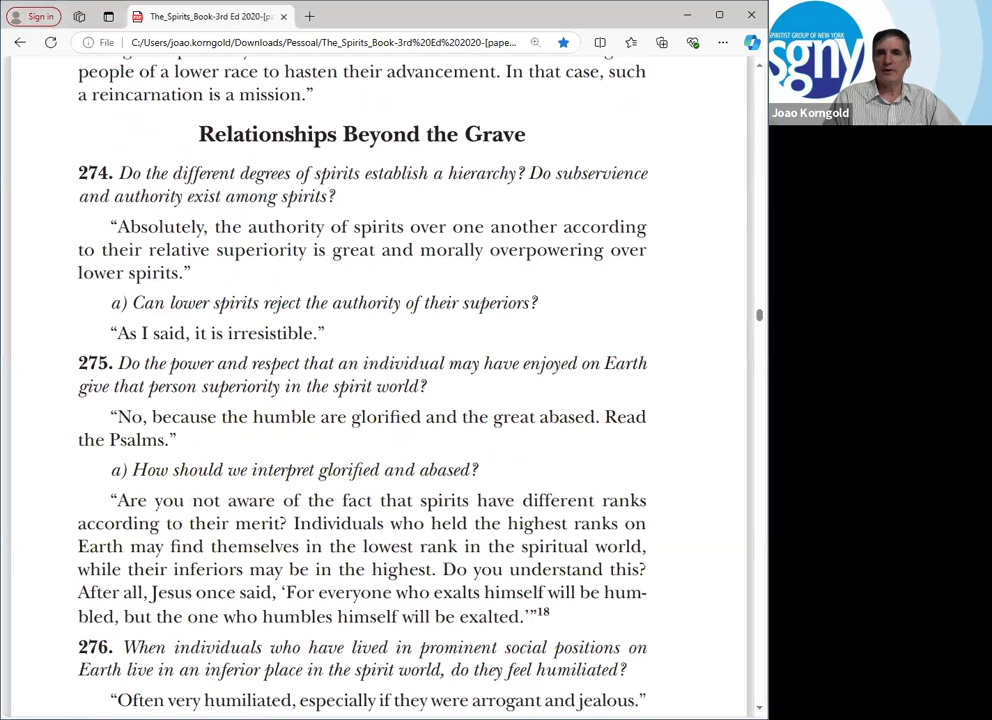 Sign in
The_Spirits_Book-3rd Ed 2020-[pa
File
C:/Users/joao.korngold/Downloads/Pessoal/The_Spirits_Book-3rd%20Ed%202020-[pape...
people of a lower race to hasten their advancement. In that case, such
a reincarnation is a mission.”
Relationships Beyond the Grave
274. Do the different degrees of spirits establish a hierarchy? Do subservience
and authority exist among spirits?
“Absolutely, the authority of spirits over one another according
to their relative superiority is great and morally overpowering over
lower spirits.”
a) Can lower spirits reject the authority of their superiors?
“As I said, it is irresistible.”
275. Do the power and respect that an individual may have enjoyed on Earth
give that person superiority in the spirit world?
“No, because the humble are glorified and the great abased. Read
the Psalms.”
a) How should we interpret glorified and abased?
“Are you not aware of the fact that spirits have different ranks
according to their merit? Individuals who held the highest ranks on
Earth may find themselves in the lowest rank in the spiritual world,
while their inferiors may be in the highest. Do you understand this?
After all, Jesus once said, ‘For everyone who exalts himself will be hum-
bled, but the one who humbles himself will be exalted.’”18
276. When individuals who have lived in prominent social positions on
Earth live in an inferior place in the spirit world, do they feel humiliated?
“Often very humiliated, especially if they were arrogant and jealous.”
SPIRITIST GROUP OF NEW YORK
sgny
Joao Korngold